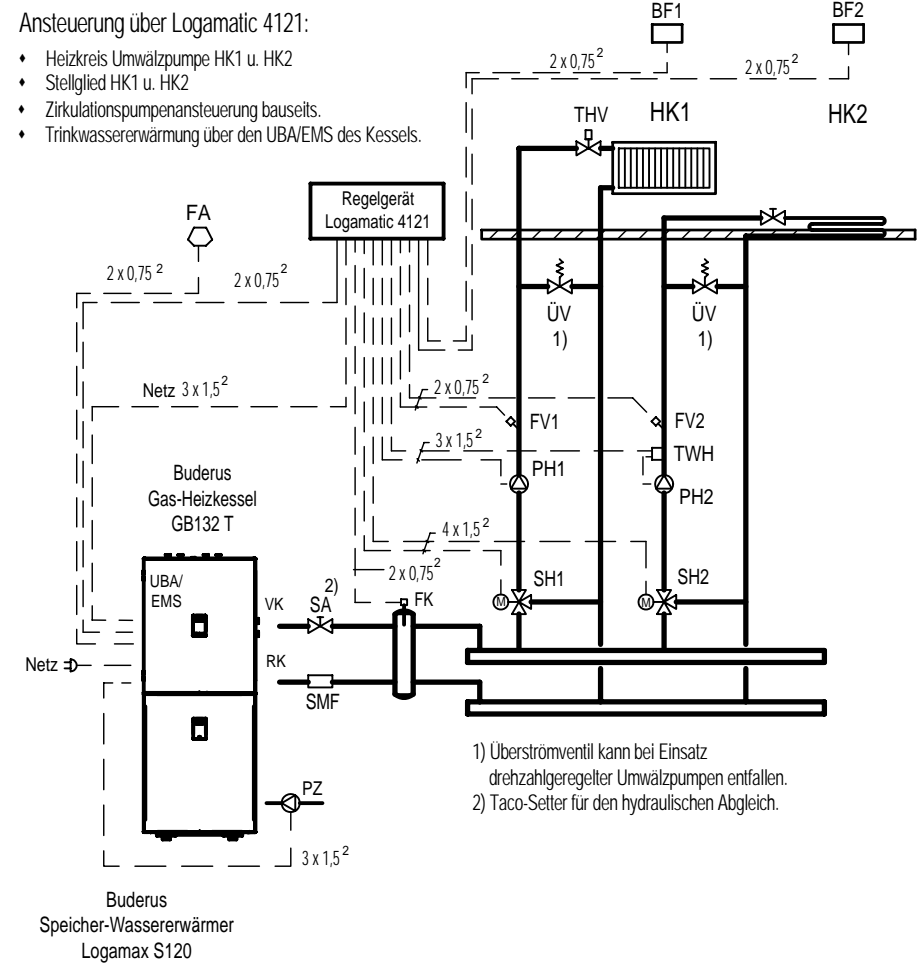 Ansteuerung über Logamatic 4121:
• Heizkreis Umwälzpumpe HK1 u. HK2
• Stellglied HK1 u. HK2
• Zirkulationspumpenansteuerung bauseits.
• Trinkwassererwärmung über den UBA/EMS des Kessels.
BF1
BF2
2 x 0,75²
2 x 0,75²
THV
HK1
HK2
Regelgerät
Logamatic 4121
FA
2 x 0,75²
2 x 0,75²
ÜV
1)
ÜV
1)
Netz 3 x 1,5²
2 x 0,75²
FV1
FV2
3 x 1,5²
TWH
PH1
PH2
Buderus
Gas-Heizkessel
GB132 T
4 x 1,5²
2 x 0,75²
SH1
SH2
UBA/
EMS
VK
2)
SA
FK
M
M
Netz
RK
SMF
1) Überströmventil kann bei Einsatz
drehzahlgeregelter Umwälzpumpen entfallen.
2) Taco-Setter für den hydraulischen Abgleich.
PZ
3 x 1,5²
Buderus
Speicher-Wassererwärmer
Logamax S120